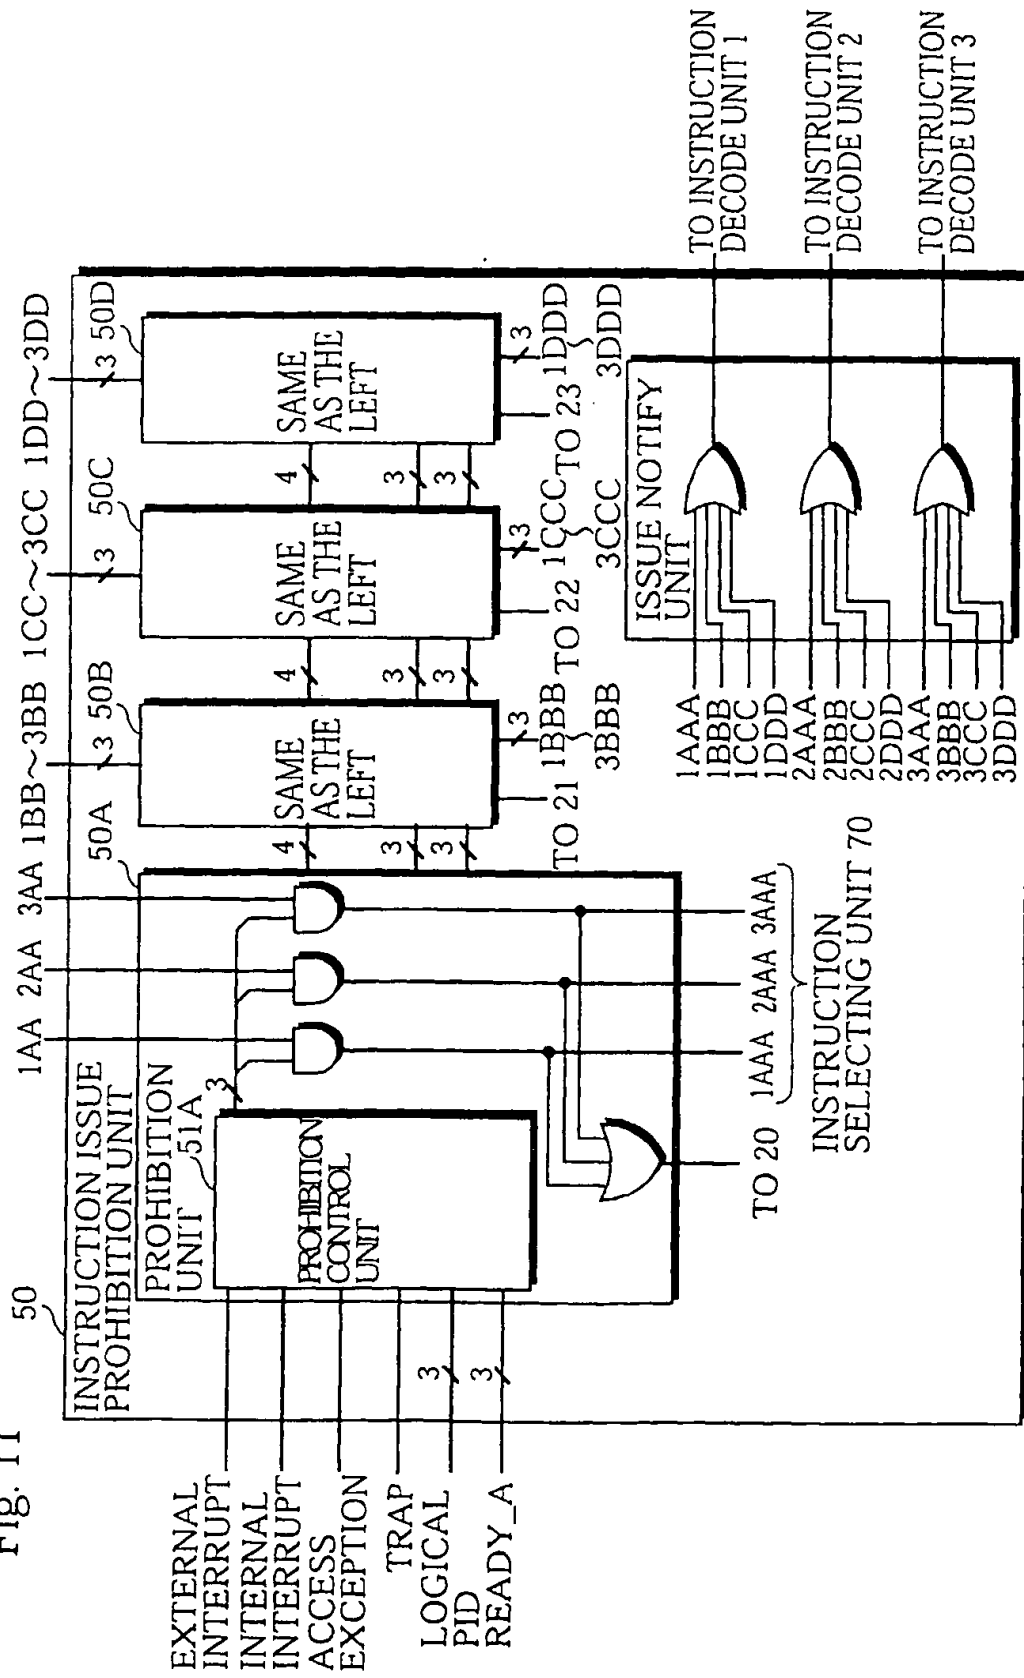 Fig. 11
50
INSTRUCTION ISSUE
PROHIBITION UNIT
1AA
2AA
3AA
1BB~3BB
1CC~3CC
1DD~3DD
3
3
3
50A
50B
50C
50D
PROHIBITION
UNIT
51A
3
PROHIBITION
CONTROL
UNIT
SAME
AS THE
LEFT
SAME
AS THE
LEFT
SAME
AS THE
LEFT
4
3
3
4
3
3
4
3
3
EXTERNAL
INTERRUPT
INTERNAL
INTERRUPT
ACCESS
EXCEPTION
TRAP
LOGICAL
PID
3
READY_A
3
TO 21
3
1BBB
3BBB
TO 22
3
1CCC
3CCC
TO 23
3
1DDD
3DDD
TO 20
1AAA
2AAA
3AAA
INSTRUCTION
SELECTING UNIT 70
ISSUE NOTIFY
UNIT
1AAA
1BBB
1CCC
1DDD
2AAA
2BBB
2CCC
2DDD
3AAA
3BBB
3CCC
3DDD
TO INSTRUCTION
DECODE UNIT 1
TO INSTRUCTION
DECODE UNIT 2
TO INSTRUCTION
DECODE UNIT 3